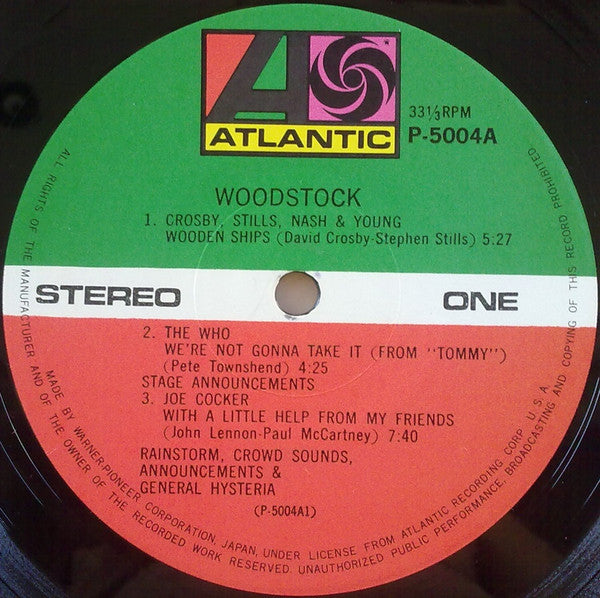 ATLANTIC
33⅓RPM
P-5004A
WOODSTOCK
1. CROSBY, STILLS, NASH & YOUNG
WOODEN SHIPS (David Crosby-Stephen Stills) 5:27
STEREO
ONE
2. THE WHO
WE'RE NOT GONNA TAKE IT (FROM "TOMMY")
(Pete Townshend) 4:25
STAGE ANNOUNCEMENTS
3. JOE COCKER
WITH A LITTLE HELP FROM MY FRIENDS
(John Lennon-Paul McCartney) 7:40
RAINSTORM, CROWD SOUNDS,
ANNOUNCEMENTS &
GENERAL HYSTERIA
(P-5004A1)
MADE BY WARNER-PIONEER CORPORATION, JAPAN, UNDER LICENSE FROM ATLANTIC RECORDING CORP. U.S.A.
ALL RIGHTS OF THE MANUFACTURER AND OF THE OWNER OF THE RECORDED WORK RESERVED. UNAUTHORIZED PUBLIC PERFORMANCE, BROADCASTING AND COPYING OF THIS RECORD PROHIBITED